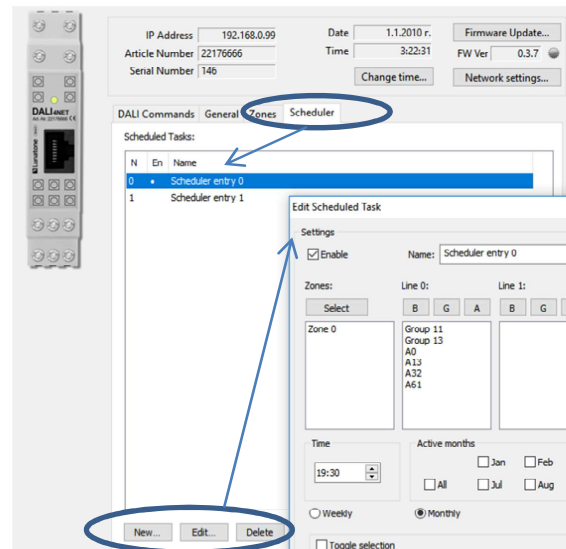 IP Address 192.168.0.99 Date 1.1.2010 r. Firmware Update...
Article Number 22176666 Time 3:22:31 FW Ver 0.3.7
Serial Number 146 Change time... Network settings...
DALI4NET
Lunatone
DALI Commands General Zones Scheduler
Scheduled Tasks:
N En Name
0 Scheduler entry 0
1 Scheduler entry 1
Edit Scheduled Task
Settings
Enable Name: Scheduler entry 0
Zones: Line 0: Line 1:
Select B G A B G
Zone 0 Group 11
Group 13
A0
A13
A32
A61
Time Active months
Jan Feb
19:30
All Jul Aug
Weekly Monthly
New... Edit... Delete
Toggle selection